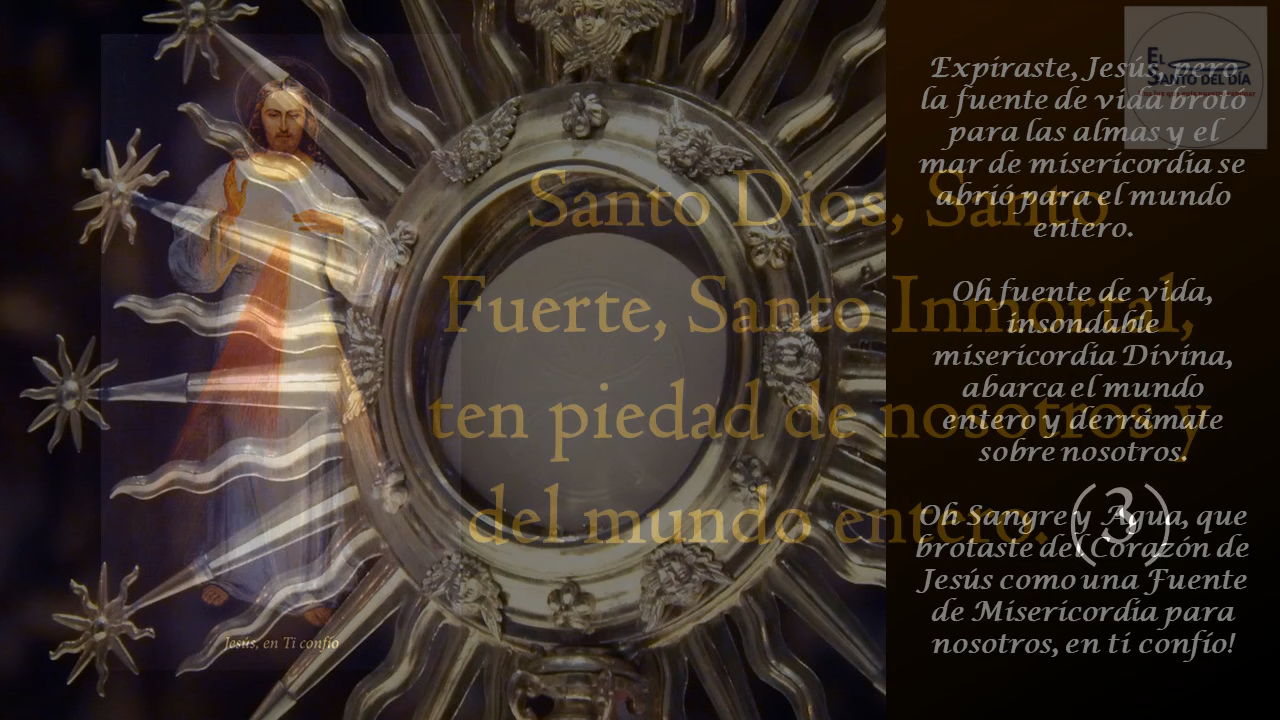 Santo Dios, Santo
Fuerte, Santo Inmortal,
ten piedad de nosotros y
del mundo entero.
(3)
Jesús, en Ti confío
Expiraste, Jesús, pero
la fuente de vida brotó
para las almas y el
mar de misericordia se
abrió para el mundo
entero.
Oh fuente de vida,
insondable
misericordia Divina,
abarca el mundo
entero y derrámate
sobre nosotros.
Oh Sangre y Agua, que
brotaste del Corazón de
Jesús como una Fuente
de Misericordia para
nosotros, en ti confío!
EL
SANTO DEL DÍA